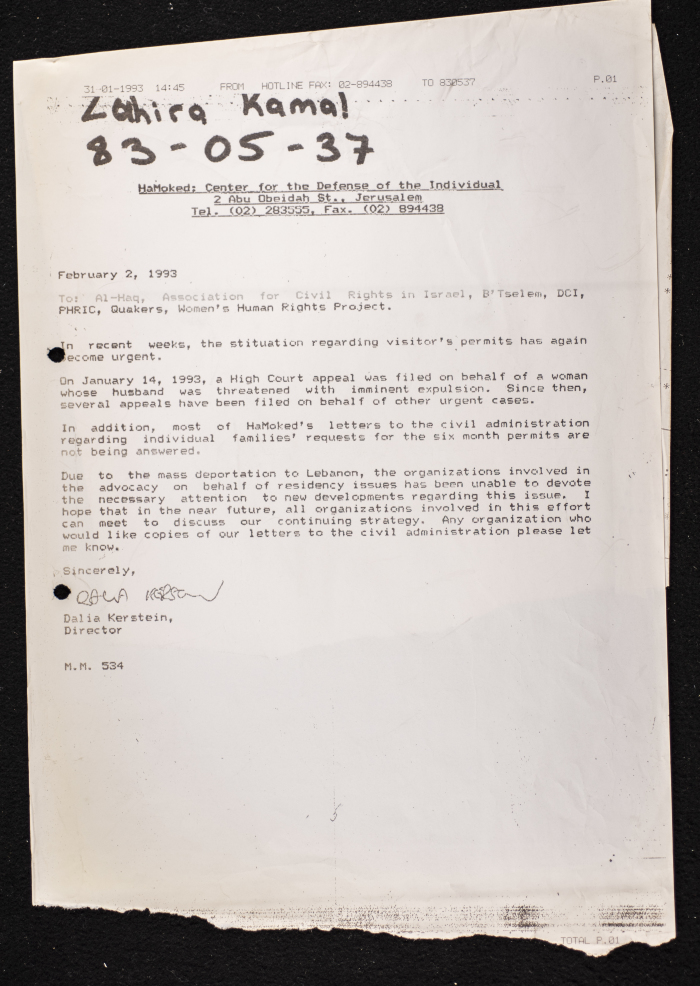 31-01-1993 14:45 FROM HOTLINE FAX: 02-894438 TO 830537 P.01
Zahira Kamal
83-05-37
HaMoked: Center for the Defense of the Individual
2 Abu Obeidah St., Jerusalem
Tel. (02) 283555, Fax. (02) 894438
February 2, 1993
To: Al-Haq, Association for Civil Rights in Israel, B'Tselem, DCI,
PHRIC, Quakers, Women's Human Rights Project.
In recent weeks, the stituation regarding visitor's permits has again
ecome urgent.
On January 14, 1993, a High Court appeal was filed on behalf of a woman
whose husband was threatened with imminent expulsion. Since then,
several appeals have been filed on behalf of other urgent cases.
In addition, most of HaMoked's letters to the civil administration
regarding individual families' requests for the six month permits are
not being answered.
Due to the mass deportation to Lebanon, the organizations involved in
the advocacy on behalf of residency issues has been unable to devote
the necessary attention to new developments regarding this issue. I
hope that in the near future, all organizations involved in this effort
can meet to discuss our continuing strategy. Any organization who
would like copies of our letters to the civil administration please let
me know.
Sincerely,
Dalia Kerstein,
Director
M.M. 534
TOTAL P.01